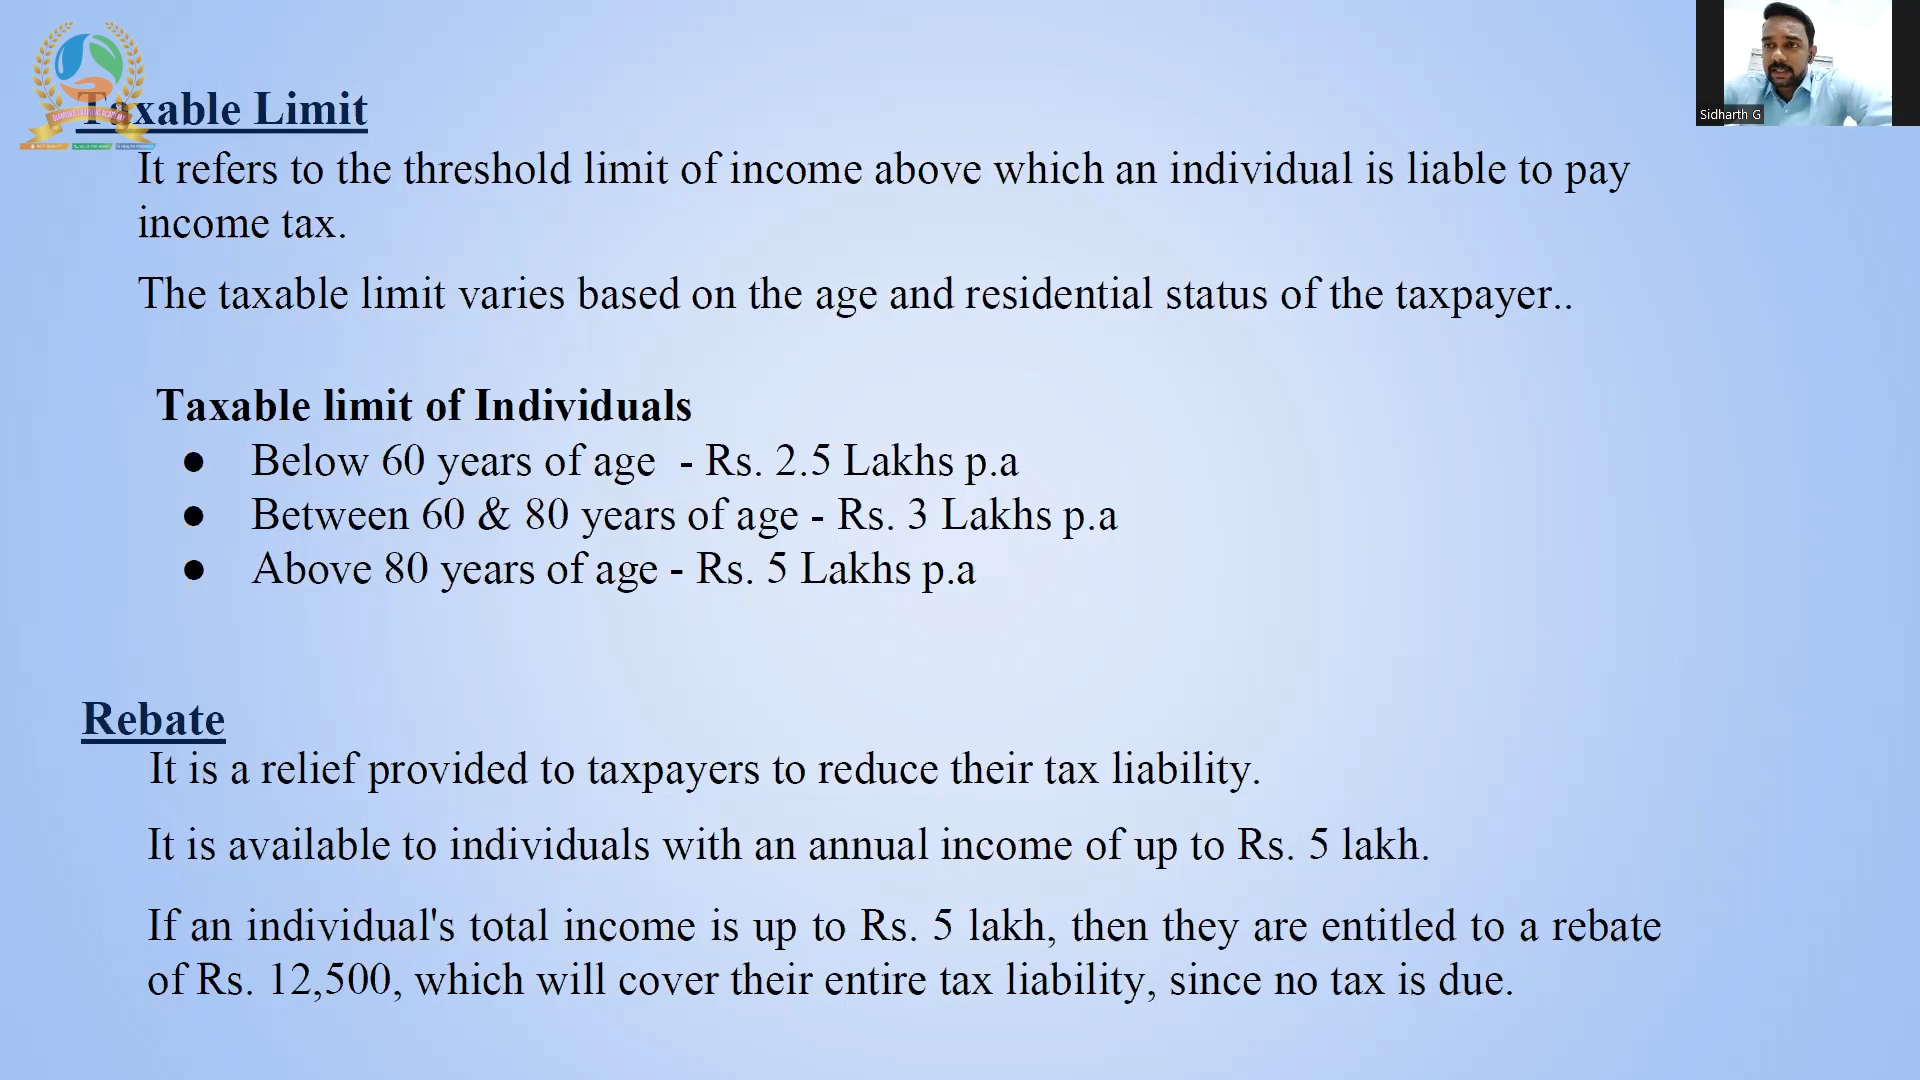 Taxable Limit
It refers to the threshold limit of income above which an individual is liable to pay
income tax.
The taxable limit varies based on the age and residential status of the taxpayer..
Taxable limit of Individuals
● Below 60 years of age - Rs. 2.5 Lakhs p.a
● Between 60 & 80 years of age - Rs. 3 Lakhs p.a
● Above 80 years of age - Rs. 5 Lakhs p.a
Rebate
It is a relief provided to taxpayers to reduce their tax liability.
It is available to individuals with an annual income of up to Rs. 5 lakh.
If an individual's total income is up to Rs. 5 lakh, then they are entitled to a rebate
of Rs. 12,500, which will cover their entire tax liability, since no tax is due.
Sidharth G